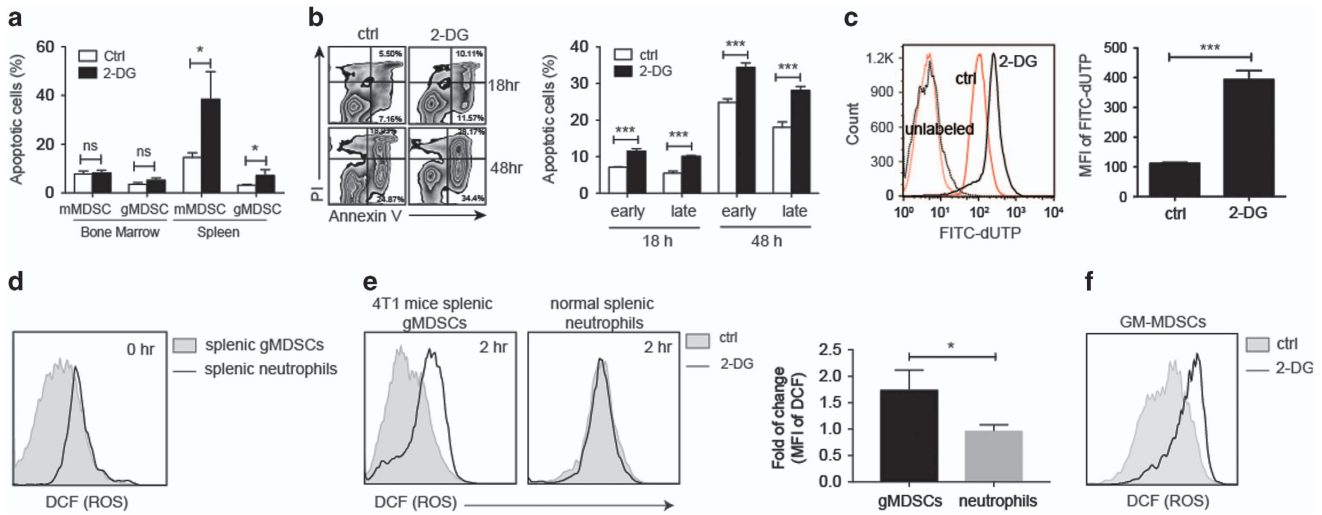 a
60
40
20
0
Apoptotic cells (%)
Ctrl
2-DG
ns
ns
*
*
mMDSC gMDSC mMDSC gMDSC
Bone Marrow Spleen
b
ctrl 2-DG
5.50% 10.11%
18hr
7.16% 11.57%
28.17%
48hr
24.87% 34.4%
PI
Annexin V
40
30
20
10
0
Apoptotic cells (%)
ctrl
2-DG
*** *** *** ***
early late early late
18 h 48 h
c
1.2K
900
600
300
0
Count
unlabeled
ctrl
2-DG
10⁰ 10¹ 10² 10³ 10⁴
FITC-dUTP
500
400
300
200
100
0
MFI of FITC-dUTP
***
ctrl 2-DG
d
0 hr
splenic gMDSCs
splenic neutrophils
DCF (ROS)
e
4T1 mice splenic
gMDSCs
2 hr
normal splenic
neutrophils
2 hr
ctrl
2-DG
DCF (ROS)
2.5
2.0
1.5
1.0
0.5
0.0
Fold of change
(MFI of DCF)
*
gMDSCs neutrophils
f
GM-MDSCs
ctrl
2-DG
DCF (ROS)